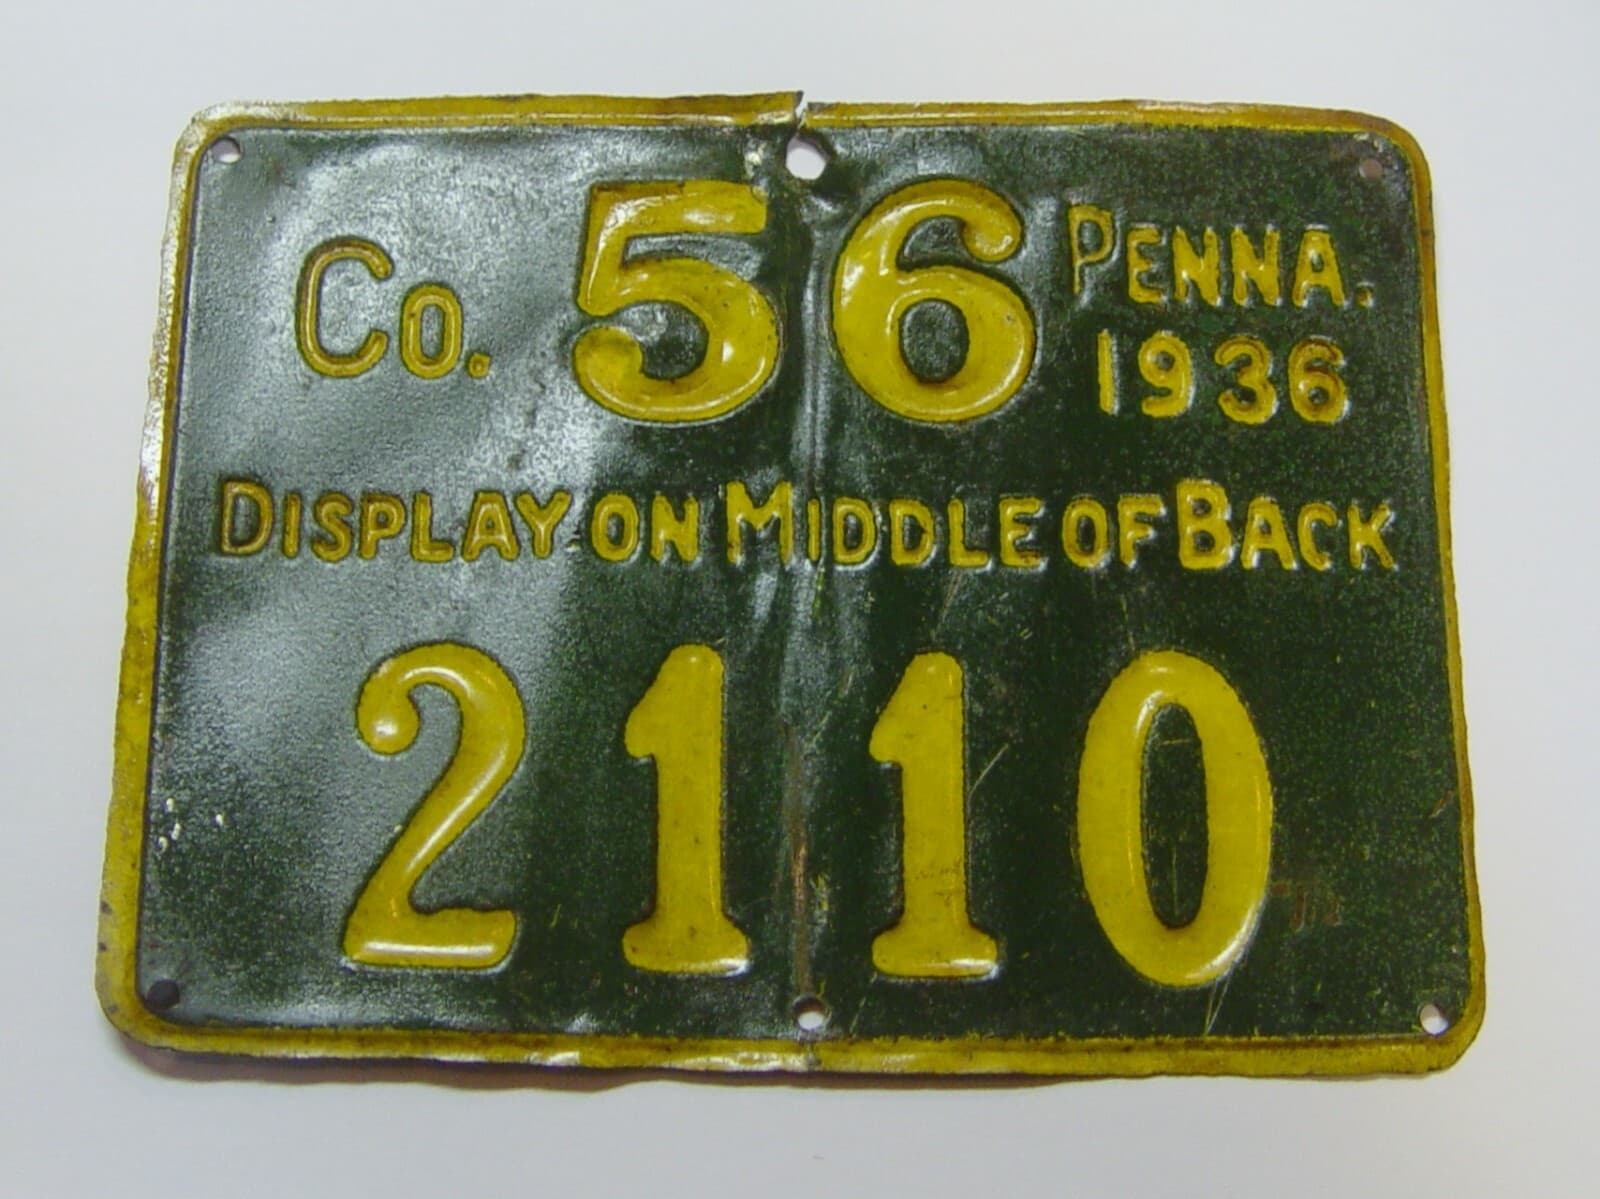 Co. 56 PENNA. 1936
DISPLAY ON MIDDLE OF BACK
2110